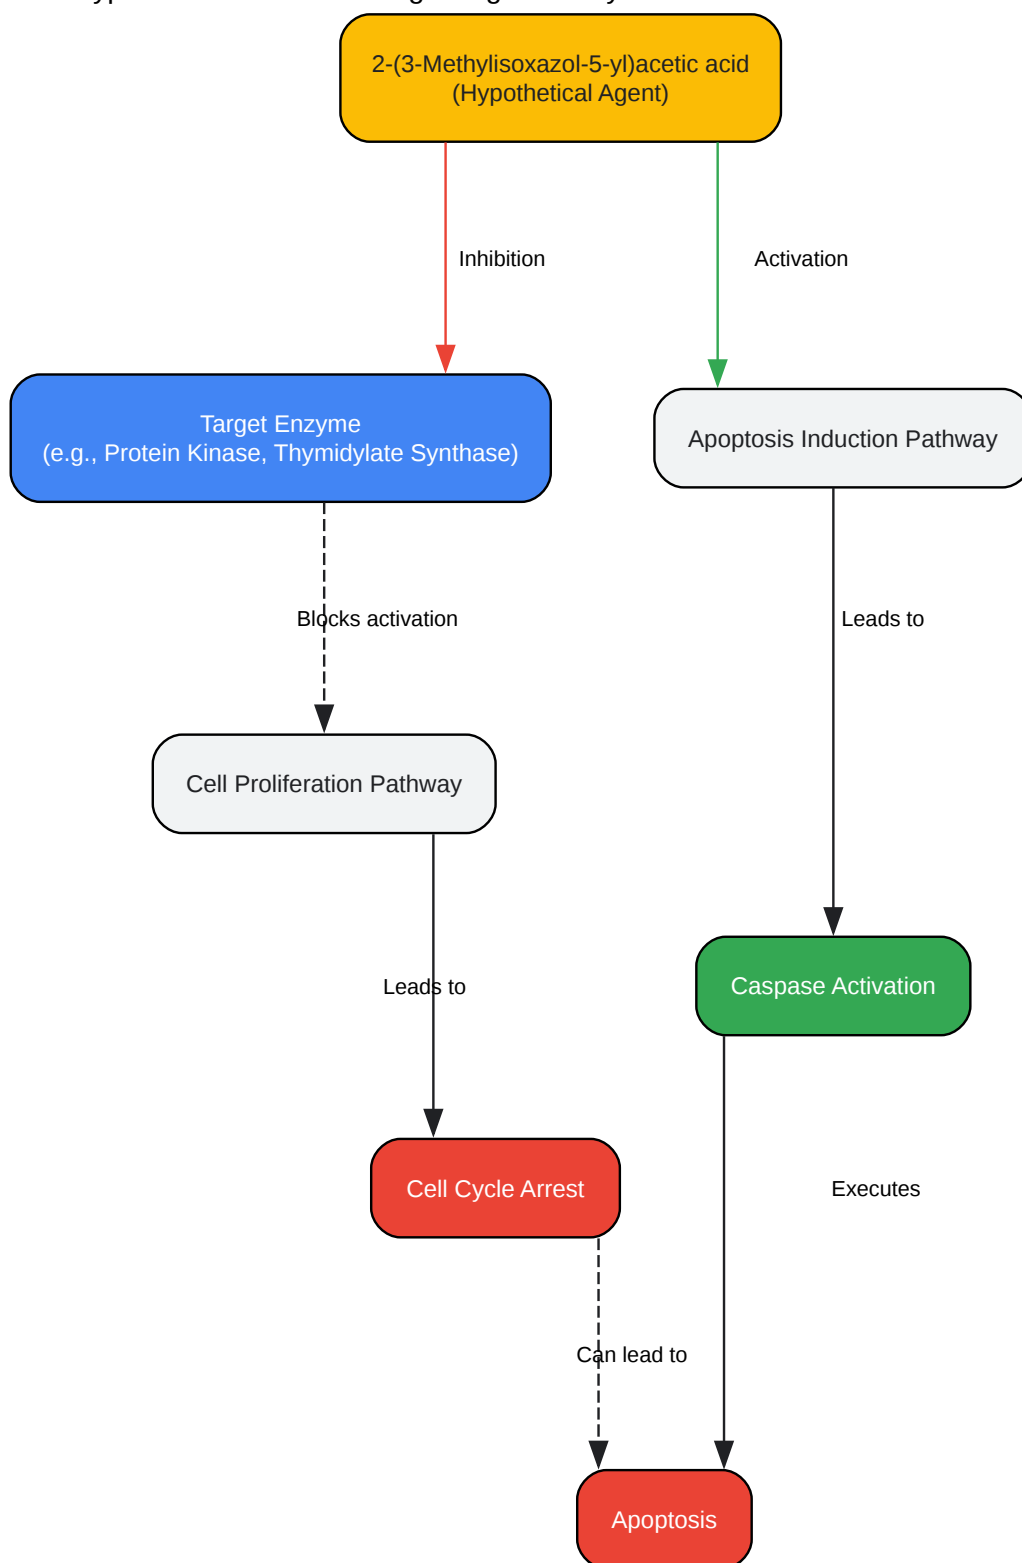 2-(3-Methylisoxazol-5-yl)acetic acid
(Hypothetical Agent)
Inhibition
Activation
Target Enzyme
(e.g., Protein Kinase, Thymidylate Synthase)
Apoptosis Induction Pathway
Blocks activation
Leads to
Cell Proliferation Pathway
Leads to
Caspase Activation
Cell Cycle Arrest
Executes
Can lead to
Apoptosis